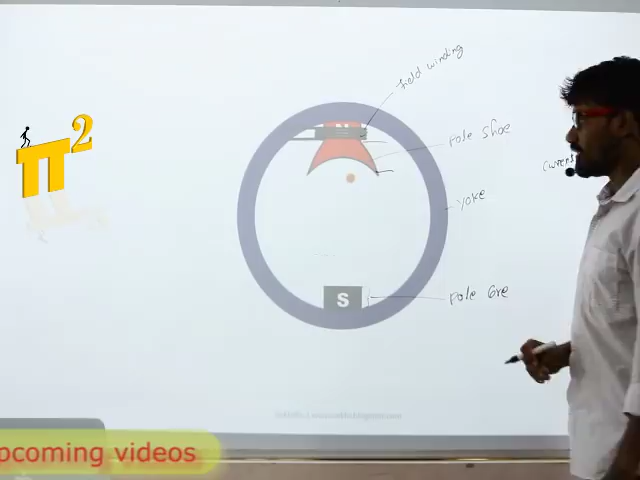 Field winding
π²
N
Pole Shoe
Yoke
S
Pole Core
pcoming videos